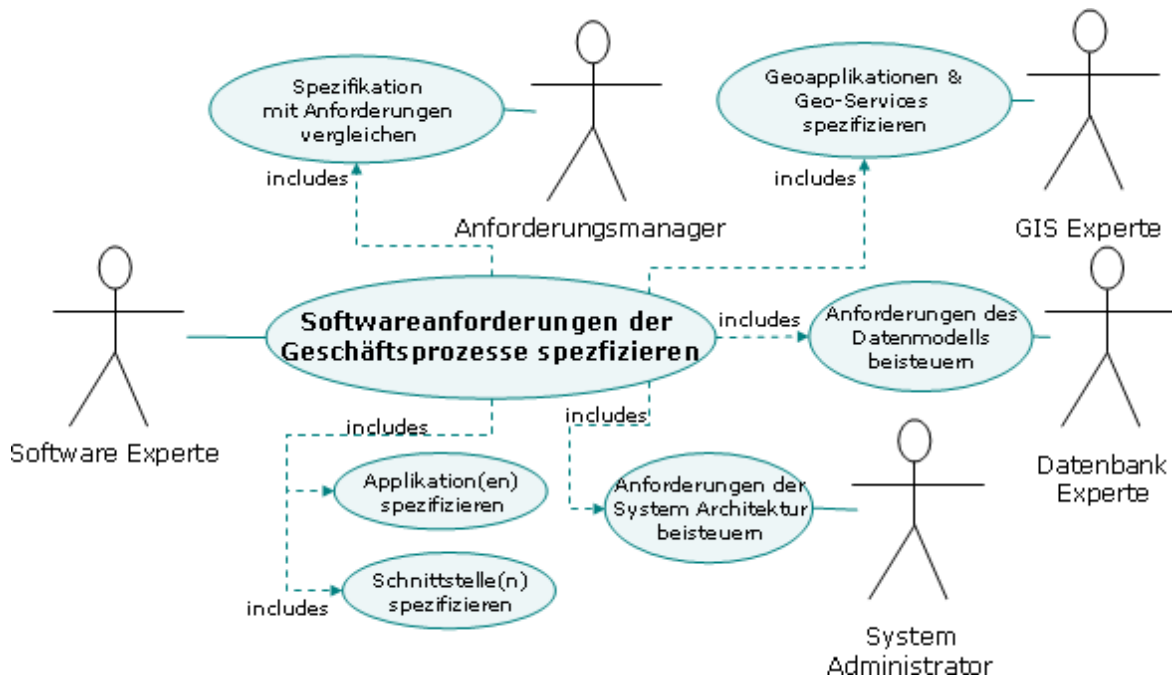 Spezifikation
mit Anforderungen
vergleichen
Geoapplikationen &
Geo-Services
spezifizieren
includes
includes
Anforderungsmanager
GIS Experte
Softwareanforderungen der
Geschäftsprozesse spezfizieren
includes
Anforderungen des
Datenmodells
beisteuern
Software Experte
includes
includes
Datenbank
Experte
Applikation(en)
spezifizieren
Anforderungen der
System Architektur
beisteuern
Schnittstelle(n)
spezifizieren
includes
System
Administrator